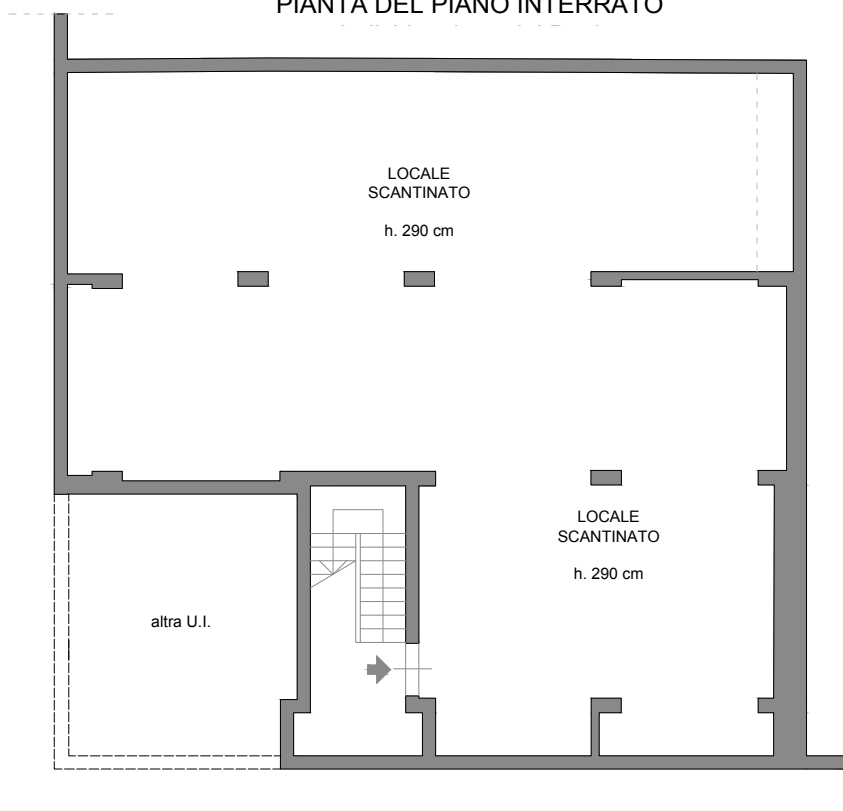 PIANTA DEL PIANO INTERRATO
LOCALE
SCANTINATO
h. 290 cm
LOCALE
SCANTINATO
h. 290 cm
altra U.I.